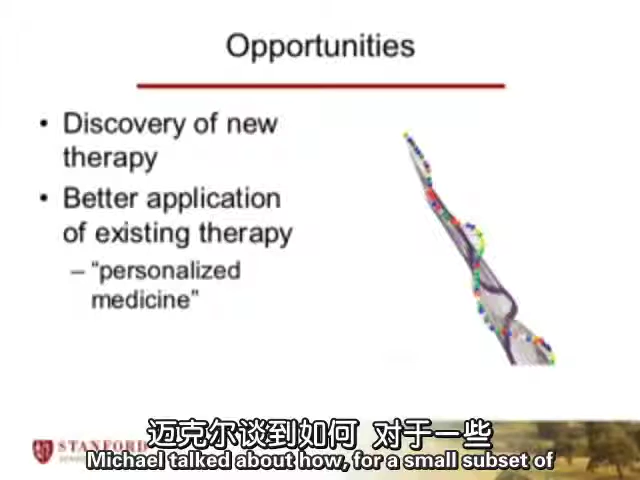 Opportunities
• Discovery of new
therapy
• Better application
of existing therapy
– “personalized
medicine”
迈克尔谈到如何 对于一些
STANFORD
Michael talked about how, for a small subset of